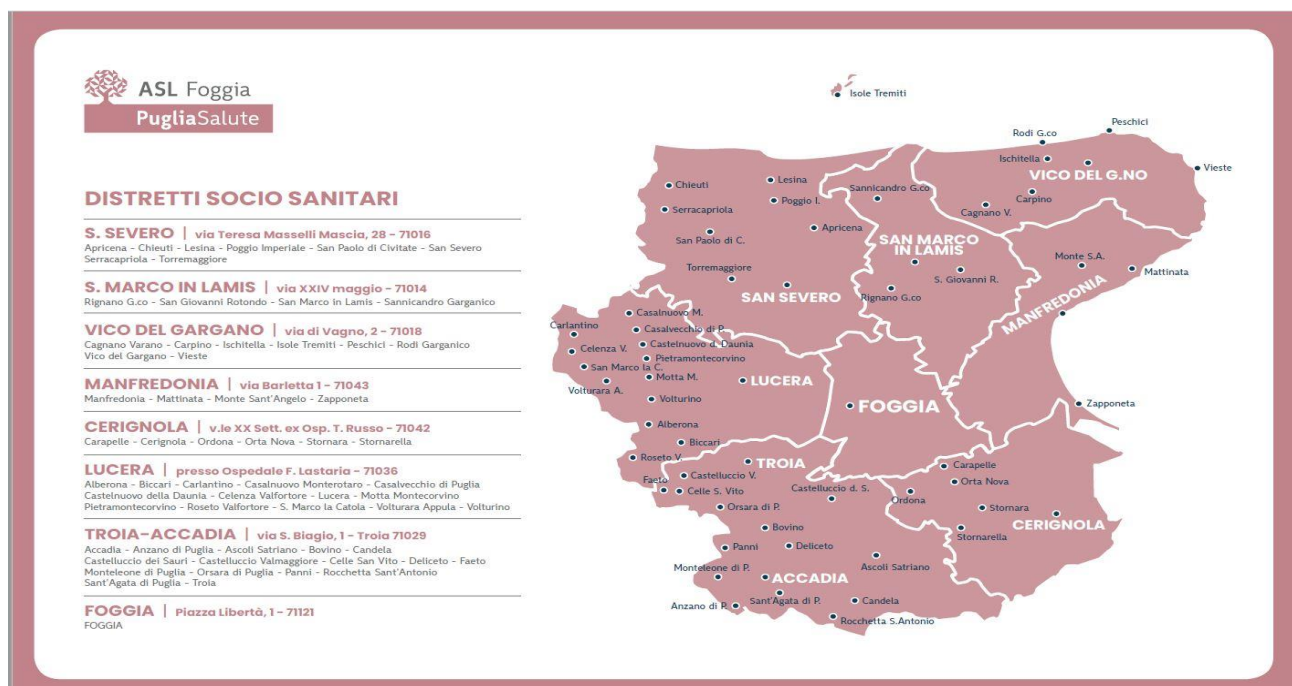 ASL Foggia
PugliaSalute
DISTRETTI SOCIO SANITARI
S. SEVERO | via Teresa Masselli Mascia, 28 - 71016
Apricena - Chieuti - Lesina - Poggio Imperiale - San Paolo di Civitate - San Severo
Serracapriola - Torremaggiore
S. MARCO IN LAMIS | via XXIV maggio - 71014
Rignano G.co - San Giovanni Rotondo - San Marco in Lamis - Sannicandro Garganico
VICO DEL GARGANO | via di Vagno, 2 - 71018
Cagnano Varano - Carpino - Ischitella - Isole Tremiti - Peschici - Rodi Garganico
Vico del Gargano - Vieste
MANFREDONIA | via Barletta 1 - 71043
Manfredonia - Mattinata - Monte Sant'Angelo - Zapponeta
CERIGNOLA | v.le XX Sett. ex Osp. T. Russo - 71042
Carapelle - Cerignola - Ordona - Orta Nova - Stornara - Stornarella
LUCERA | presso Ospedale F. Lastaria - 71036
Alberona - Biccari - Carlantino - Casalnuovo Monterotaro - Casalvecchio di Puglia
Castelnuovo della Daunia - Celenza Valfortore - Lucera - Motta Montecorvino
Pietramontecorvino - Roseto Valfortore - S. Marco la Catola - Volturara Appula - Volturino
TROIA-ACCADIA | via S. Biagio, 1 - Troia 71029
Accadia - Anzano di Puglia - Ascoli Satriano - Bovino - Candela
Castelluccio dei Sauri - Castelluccio Valmaggiore - Celle San Vito - Deliceto - Faeto
Monteleone di Puglia - Orsara di Puglia - Panni - Rocchetta Sant'Antonio
Sant'Agata di Puglia - Troia
FOGGIA | Piazza Libertà, 1 - 71121
FOGGIA
Isole Tremiti
Peschici
Rodi G.co
Ischitella
VICO DEL G.NO
Vieste
Carpino
Cagnano V.
Chieuti
Lesina
Sannicandro G.co
Serracapriola
Poggio I.
Apricena
San Paolo di C.
SAN MARCO
IN LAMIS
Monte S.A.
Mattinata
Torremaggiore
S. Giovanni R.
SAN SEVERO
Rignano G.co
MANFREDONIA
Casalnuovo M.
Carlantino
Casalvecchio di P.
Castelnuovo d. Daunia
Celenza V.
Pietramontecorvino
San Marco la C.
Motta M.
LUCERA
Volturara A.
Volturino
FOGGIA
Zapponeta
Alberona
Biccari
Roseto V.
TROIA
Carapelle
Faeto
Castelluccio V.
Orta Nova
Celle S. Vito
Castelluccio d. S.
Ordona
Orsara di P.
Stornara
CERIGNOLA
Bovino
Stornarella
Panni
Deliceto
Monteleone di P.
ACCADIA
Ascoli Satriano
Anzano di P.
Sant'Agata di P.
Candela
Rocchetta S.Antonio